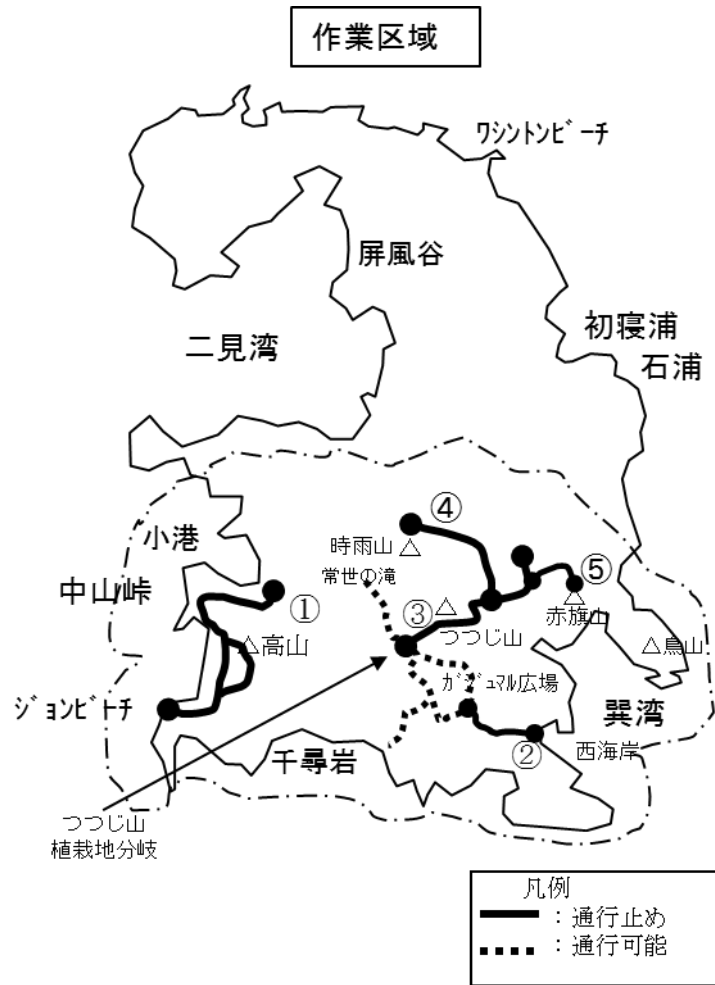 作業区域
ワシントンビーチ
屏風谷
初寝浦
二見湾
石浦
④
小港
時雨山
△
常世の滝
⑤
中山峠
①
③
△
△
赤旗山
つつじ山
△高山
△鳥山
ガジュマル広場
ジョンビーチ
巽湾
②
西海岸
千尋岩
つつじ山
植栽地分岐
凡例
：通行止め
：通行可能